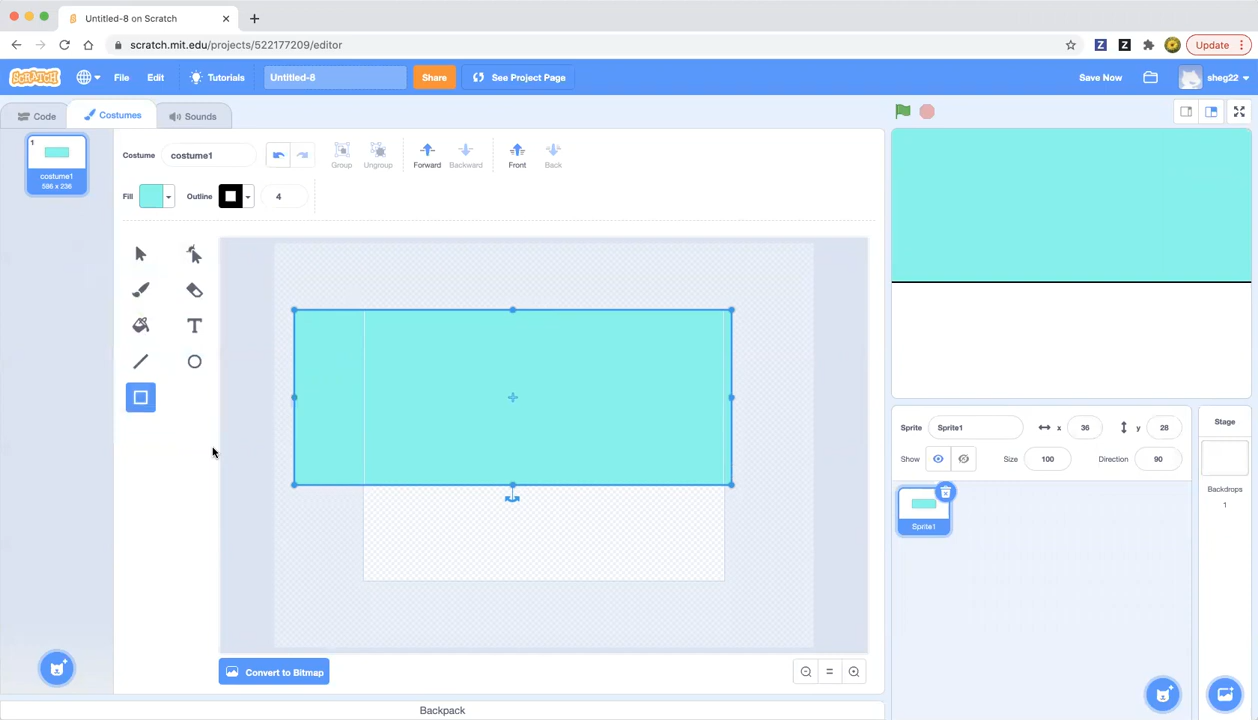 Untitled-8 on Scratch
scratch.mit.edu/projects/522177209/editor
Z
Z
Update
SCRATCH
File
Edit
Tutorials
Untitled-8
Share
See Project Page
Save Now
sheg22
Code
Costumes
Sounds
1
costume1
596 x 236
Costume
costume1
Group
Ungroup
Forward
Backward
Front
Back
Fill
Outline
4
T
Convert to Bitmap
Backpack
Sprite
Sprite1
x
36
y
28
Show
Size
100
Direction
90
Sprite1
Stage
Backdrops
1